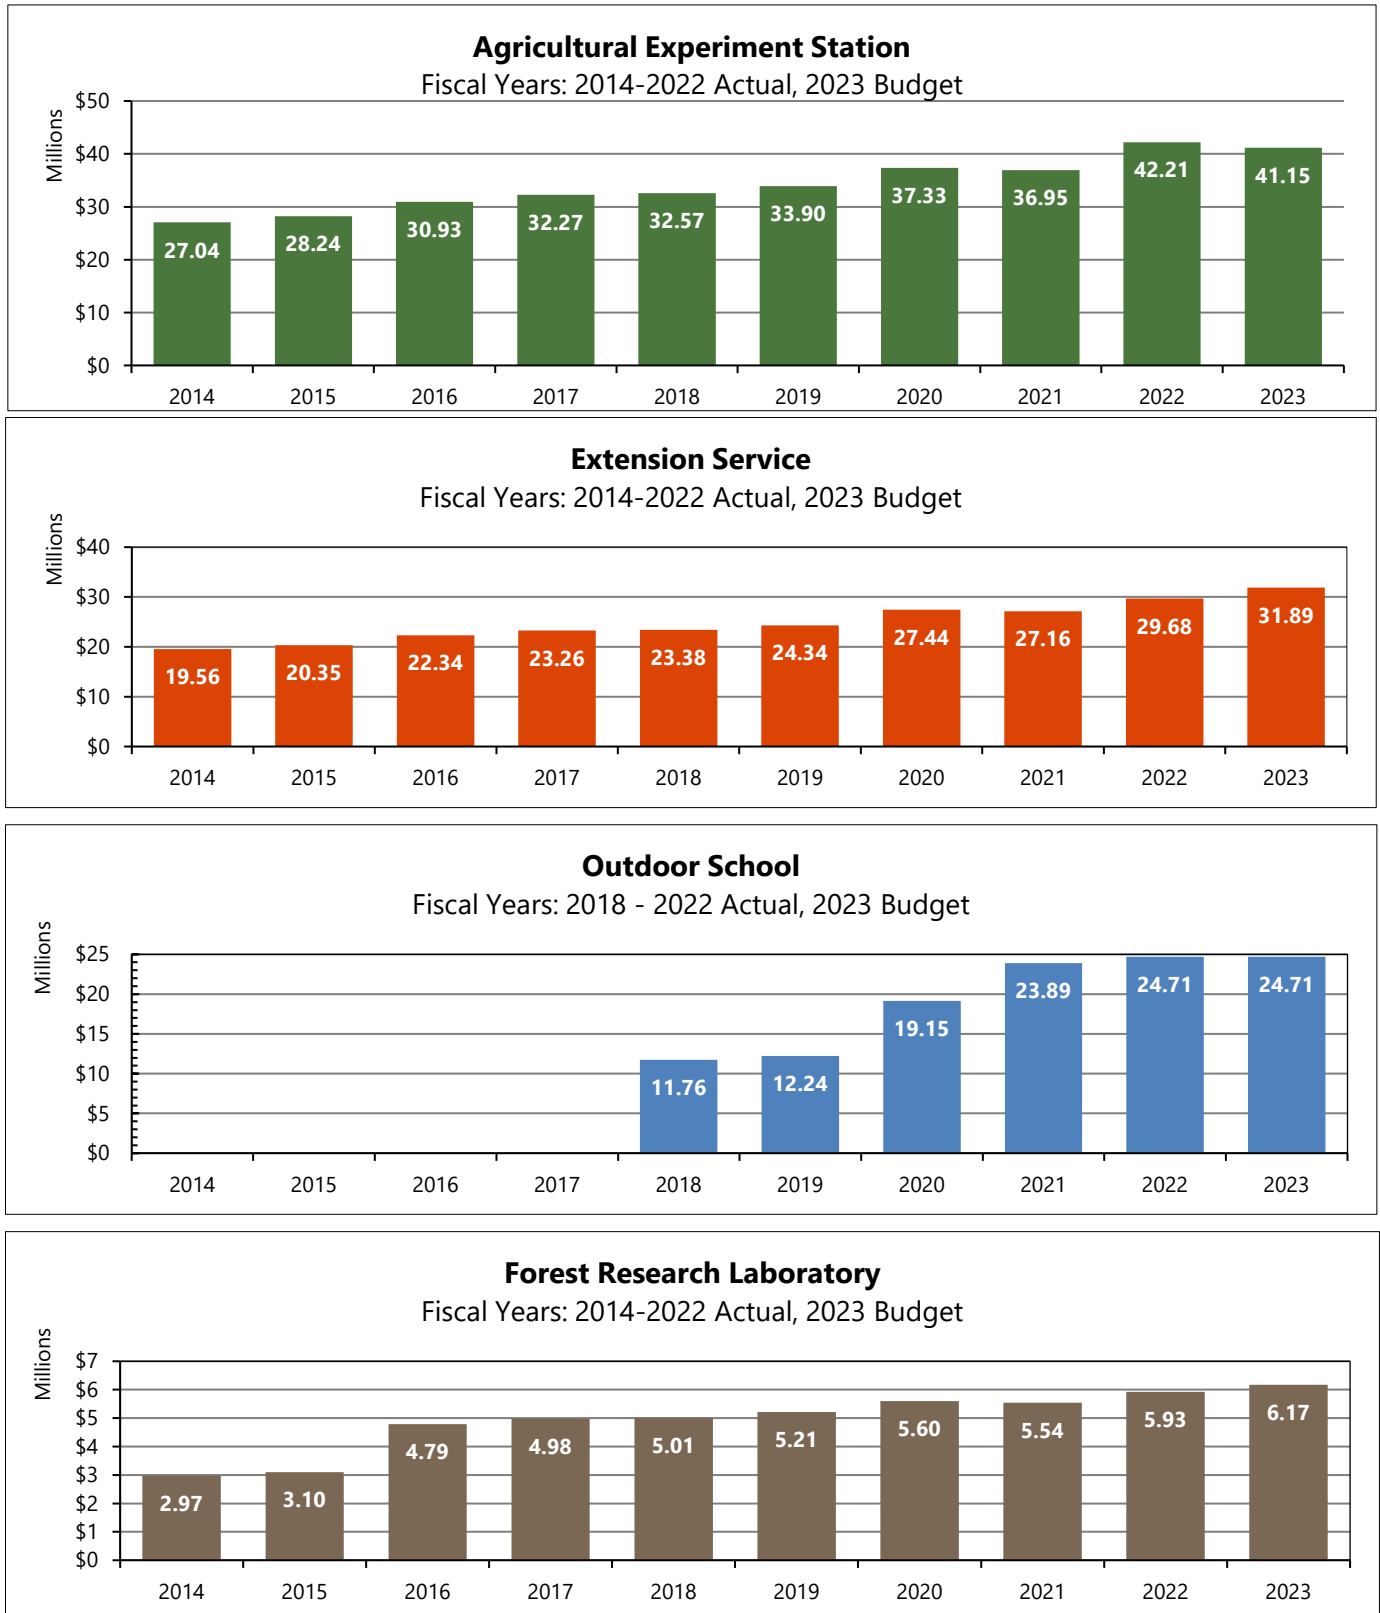 Agricultural Experiment Station
Fiscal Years: 2014-2022 Actual, 2023 Budget
Millions
$50
$40
$30
$20
$10
$0
27.04 28.24 30.93 32.27 32.57 33.90 37.33 36.95 42.21 41.15
2014 2015 2016 2017 2018 2019 2020 2021 2022 2023
Extension Service
Fiscal Years: 2014-2022 Actual, 2023 Budget
Millions
$40
$30
$20
$10
$0
19.56 20.35 22.34 23.26 23.38 24.34 27.44 27.16 29.68 31.89
2014 2015 2016 2017 2018 2019 2020 2021 2022 2023
Outdoor School
Fiscal Years: 2018 - 2022 Actual, 2023 Budget
Millions
$25
$20
$15
$10
$5
$0
11.76 12.24 19.15 23.89 24.71 24.71
2014 2015 2016 2017 2018 2019 2020 2021 2022 2023
Forest Research Laboratory
Fiscal Years: 2014-2022 Actual, 2023 Budget
Millions
$7
$6
$5
$4
$3
$2
$1
$0
2.97 3.10 4.79 4.98 5.01 5.21 5.60 5.54 5.93 6.17
2014 2015 2016 2017 2018 2019 2020 2021 2022 2023